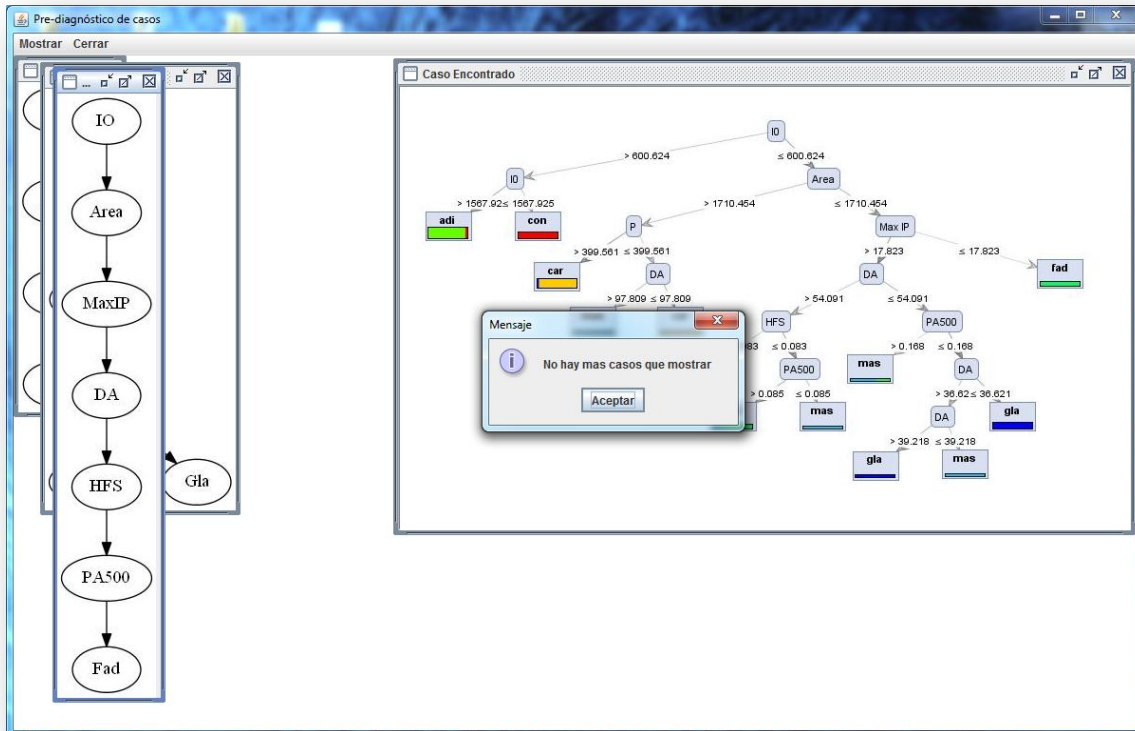 Pre-diagnóstico de casos
Mostrar Cerrar
...
IO
Area
MaxIP
DA
HFS
PA500
Fad
Gla
Caso Encontrado
I0
> 600.624 ≤ 600.624
I0 Area
> 1567.92 ≤ 1567.925 > 1710.454 ≤ 1710.454
adi con P Max IP
> 399.561 ≤ 399.561 > 17.823 ≤ 17.823
car DA DA fad
> 97.809 ≤ 97.809 > 54.091 ≤ 54.091
HFS PA500
≤ 0.083 > 0.168 ≤ 0.168
PA500 mas DA
> 0.085 ≤ 0.085 > 36.62 ≤ 36.621
mas DA gla
> 39.218 ≤ 39.218
gla mas
Mensaje
No hay mas casos que mostrar
Aceptar